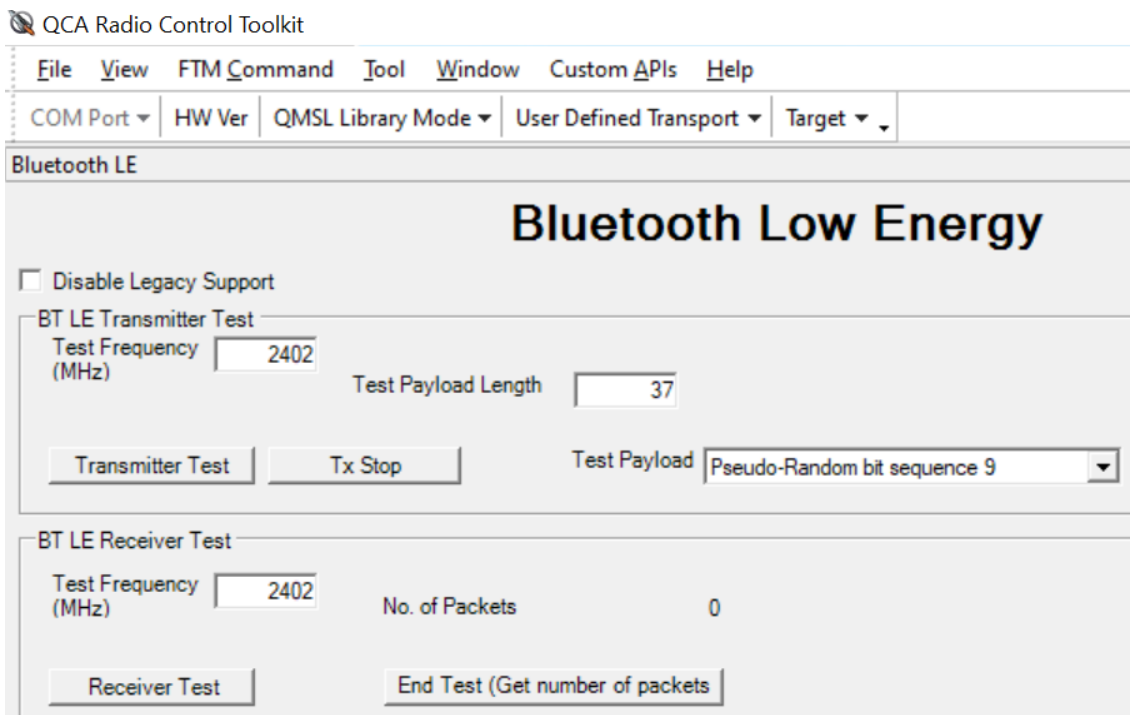 QCA Radio Control Toolkit
File View FTM Command Tool Window Custom APIs Help
COM Port HW Ver QMSL Library Mode User Defined Transport Target
Bluetooth LE
Bluetooth Low Energy
Disable Legacy Support
BT LE Transmitter Test
Test Frequency (MHz) 2402
Test Payload Length 37
Transmitter Test Tx Stop Test Payload Pseudo-Random bit sequence 9
BT LE Receiver Test
Test Frequency (MHz) 2402
No. of Packets 0
Receiver Test End Test (Get number of packets